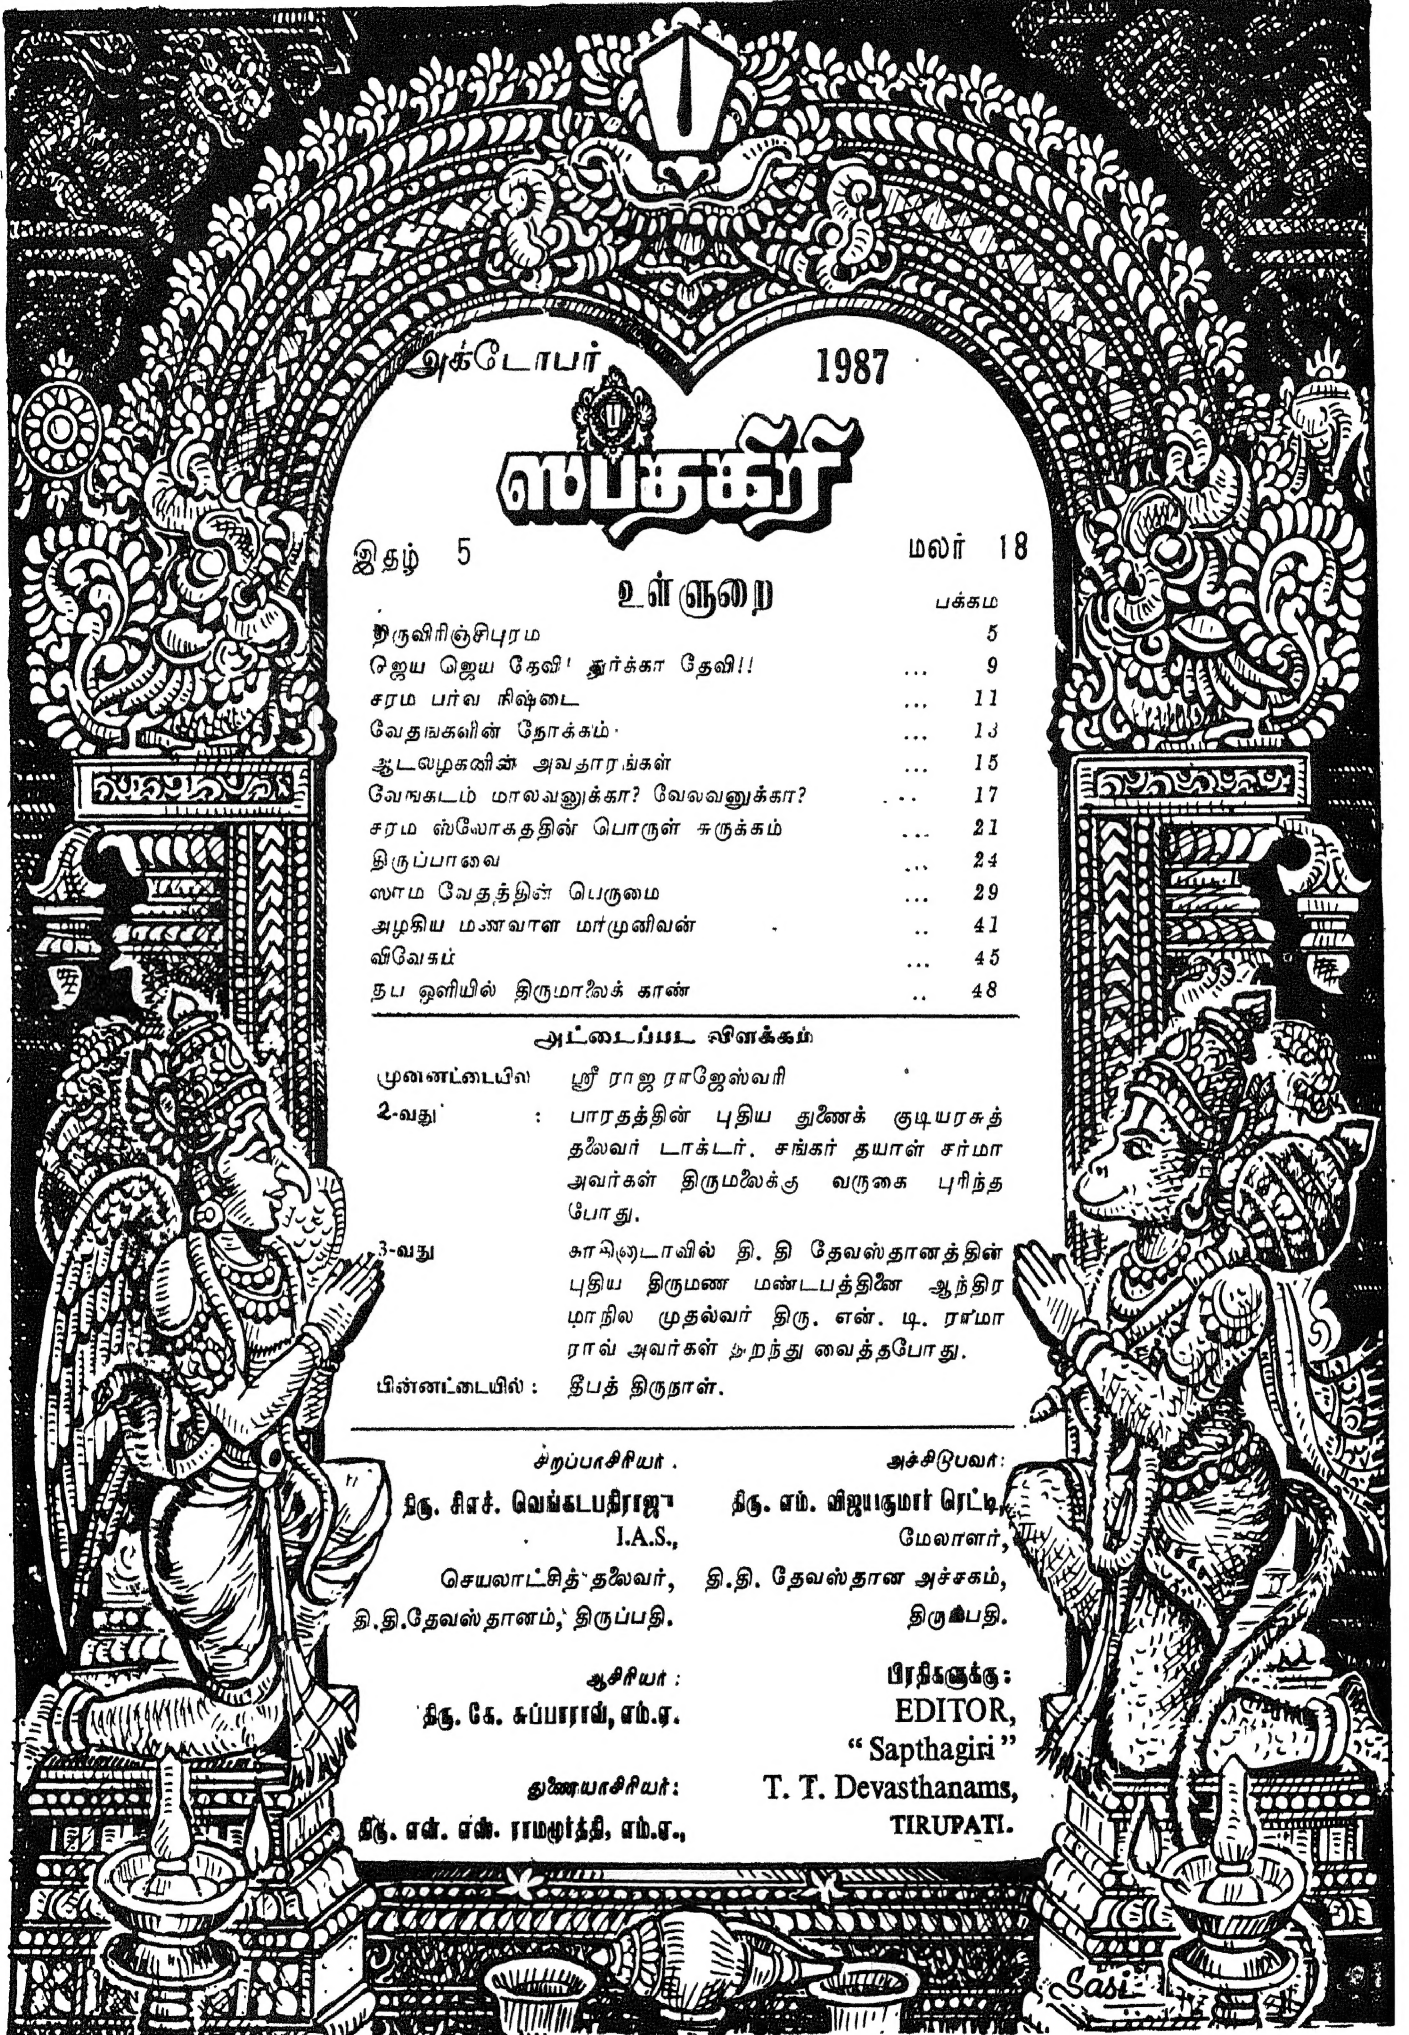 அக்டோபர் 1987
ஸப்தகிரி
இதழ் 5 மலர் 18
உள்ளுறை பக்கம
திருவிரிஞ்சிபுரம 5
ஜெய ஜெய தேவி! துர்க்கா தேவி!! ... 9
சரம பர்வ நிஷ்டை ... 11
வேதங்களின் நோக்கம் ... 13
ஆடலழகனின் அவதாரங்கள் ... 15
வேஙகடம் மாலவனுக்கா? வேலவனுக்கா? ... 17
சரம ஸ்லோகததின் பொருள் சுருக்கம் ... 21
திருப்பாவை ... 24
ஸாம வேதத்தின் பெருமை ... 29
அழகிய மணவாள மாமுனிவன் .. 41
விவேகம் ... 45
தப ஒளியில் திருமாலைக் காண் .. 48
அட்டைப்பட விளக்கம்
முனைட்டையில ஸ்ரீ ராஜ ராஜேஸ்வரி
2-வது : பாரதத்தின் புதிய துணைக் குடியரசுத்
தலைவர் டாக்டர். சங்கர் தயாள் சர்மா
அவர்கள் திருமலைக்கு வருகை புரிந்த
போது.
3-வது காகினாடாவில் தி. தி தேவஸ்தானத்தின்
புதிய திருமண மண்டபத்தினை ஆந்திர
மாநில முதல்வர் திரு. என். டி. ராமா
ராவ் அவர்கள் திறந்து வைத்தபோது.
பின்னட்டையில் : தீபத் திருநாள்.
சிறப்பாசிரியர் .
திரு. சிஎச். வெங்கடபதிராஜு
I.A.S.,
செயலாட்சித் தலைவர்,
தி.தி.தேவஸ்தானம், திருப்பதி.
ஆசிரியர் :
திரு. கே. சுப்பாராவ், எம்.ஏ.
துணையாசிரியர்:
திரு. என். எஸ். ராமமூர்த்தி, எம்.ஏ.,
அச்சிடுபவர்:
திரு. எம். விஜயகுமார் ரெட்டி,
மேலாளர்,
தி.தி. தேவஸ்தான அச்சகம்,
திருப்பதி.
பிரதிகளுக்கு:
EDITOR,
“ Sapthagiri ”
T. T. Devasthanams,
TIRUPATI.
Sasi